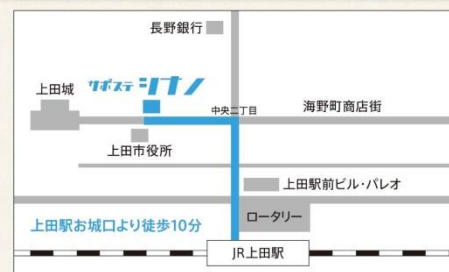 長野銀行
サポステ シナノ
上田城
中央二丁目
海野町商店街
上田市役所
上田駅前ビル・パレオ
上田駅お城口より徒歩10分
ロータリー
JR上田駅